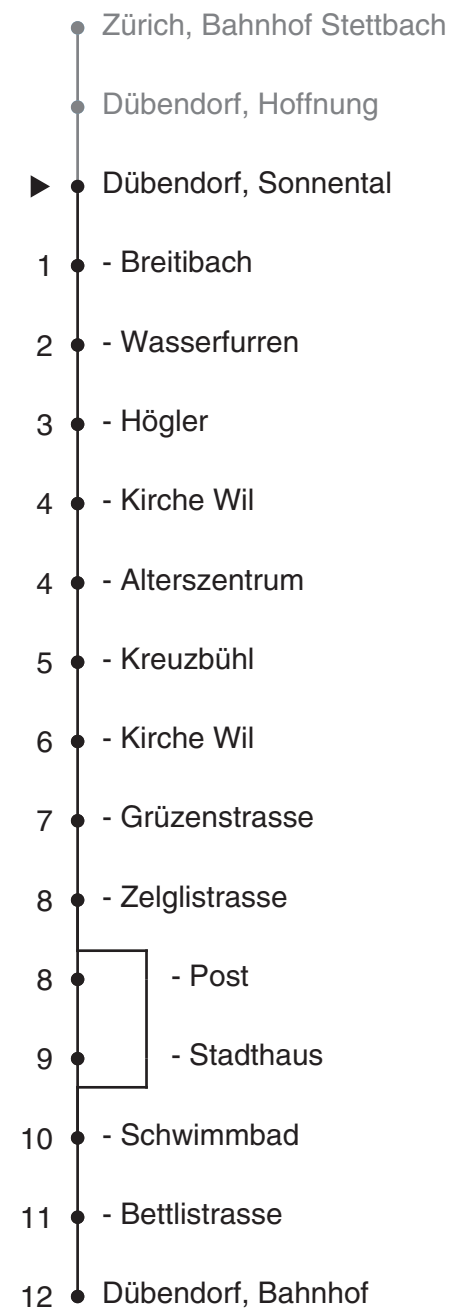 Zürich, Bahnhof Stettbach
Dübendorf, Hoffnung
Dübendorf, Sonnental
1 - Breitibach
2 - Wasserfurren
3 - Högler
4 - Kirche Wil
4 - Alterszentrum
5 - Kreuzbühl
6 - Kirche Wil
7 - Grüzenstrasse
8 - Zelglistrasse
8 - Post
9 - Stadthaus
10 - Schwimmbad
11 - Bettlistrasse
12 Dübendorf, Bahnhof